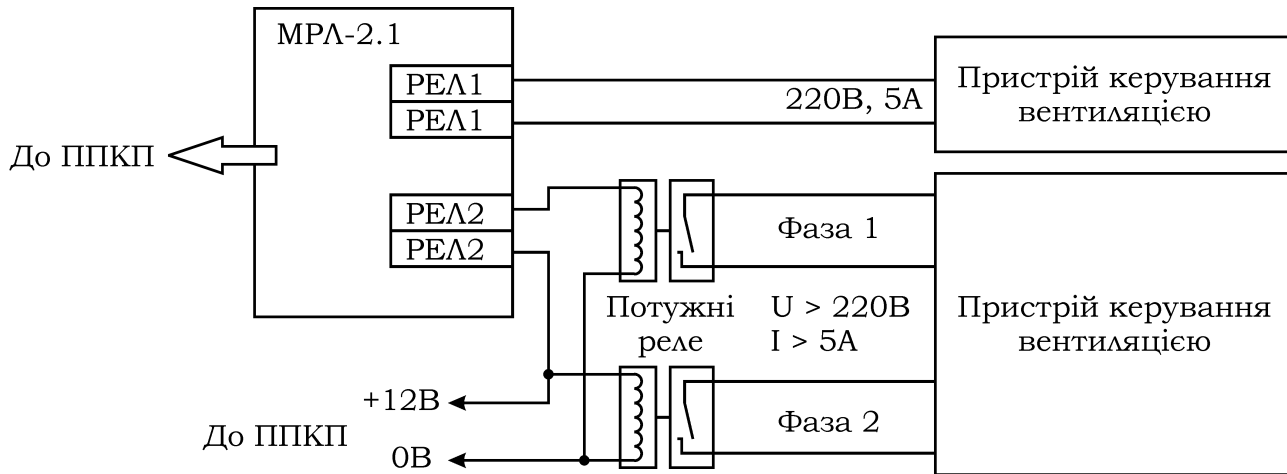 МРЛ-2.1
РЕЛ1
РЕЛ1
220В, 5А
Пристрій керування
вентиляцією
До ППКП
РЕЛ2
РЕЛ2
Фаза 1
Потужні
реле
U > 220В
I > 5А
Пристрій керування
вентиляцією
+12В
До ППКП
0В
Фаза 2